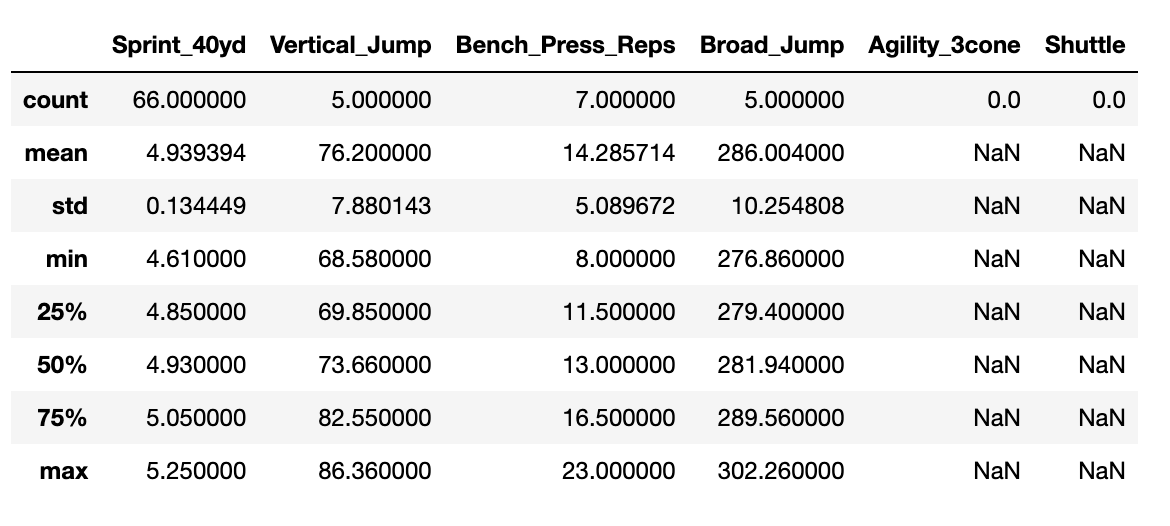 Sprint_40yd Vertical_Jump Bench_Press_Reps Broad_Jump Agility_3cone Shuttle
count 66.000000 5.000000 7.000000 5.000000 0.0 0.0
mean 4.939394 76.200000 14.285714 286.004000 NaN NaN
std 0.134449 7.880143 5.089672 10.254808 NaN NaN
min 4.610000 68.580000 8.000000 276.860000 NaN NaN
25% 4.850000 69.850000 11.500000 279.400000 NaN NaN
50% 4.930000 73.660000 13.000000 281.940000 NaN NaN
75% 5.050000 82.550000 16.500000 289.560000 NaN NaN
max 5.250000 86.360000 23.000000 302.260000 NaN NaN